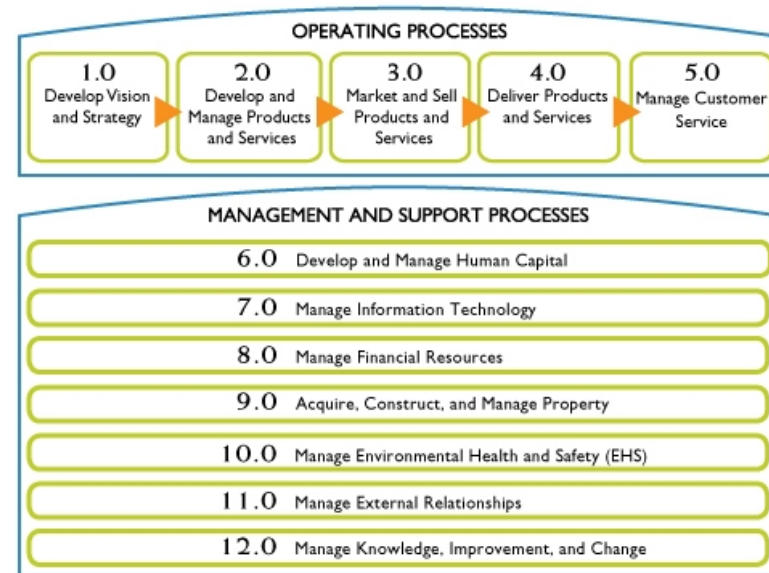 OPERATING PROCESSES
1.0
Develop Vision
and Strategy
2.0
Develop and
Manage Products
and Services
3.0
Market and Sell
Products and
Services
4.0
Deliver Products
and Services
5.0
Manage Customer
Service
MANAGEMENT AND SUPPORT PROCESSES
6.0 Develop and Manage Human Capital
7.0 Manage Information Technology
8.0 Manage Financial Resources
9.0 Acquire, Construct, and Manage Property
10.0 Manage Environmental Health and Safety (EHS)
11.0 Manage External Relationships
12.0 Manage Knowledge, Improvement, and Change